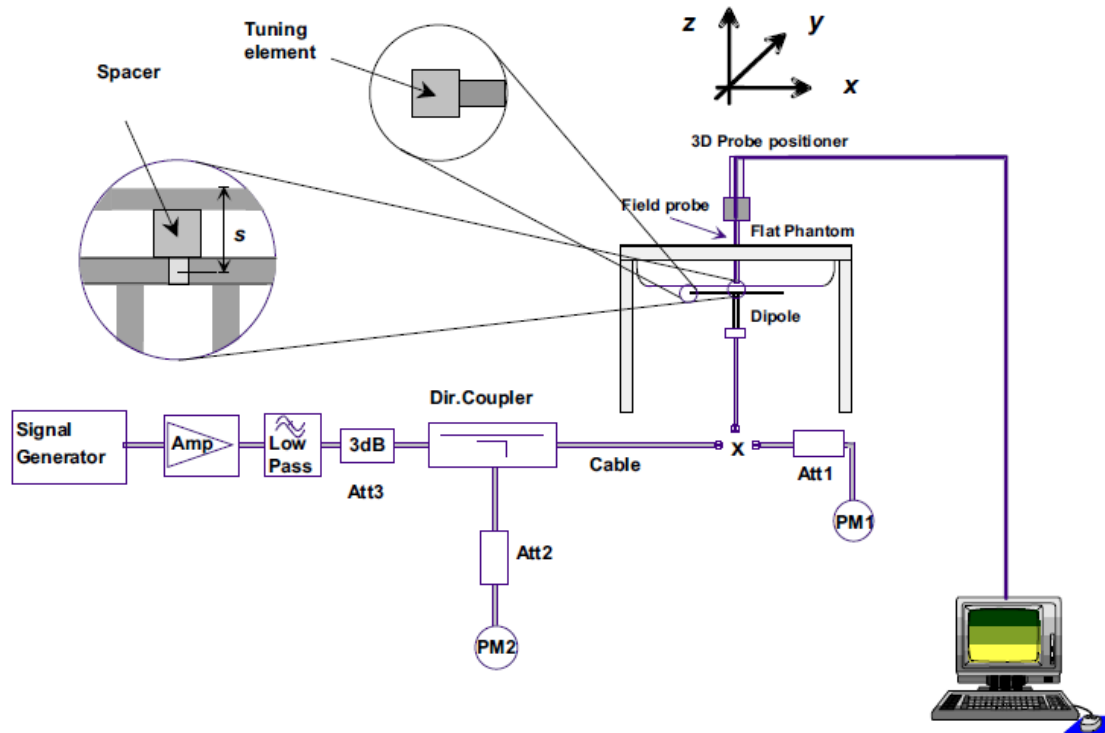 Tuning
element
Spacer
s
z
y
x
3D Probe positioner
Field probe
Flat Phantom
Dipole
Dir.Coupler
Signal
Generator
Amp
Low
Pass
3dB
Att3
Cable
X
Att1
PM1
Att2
PM2